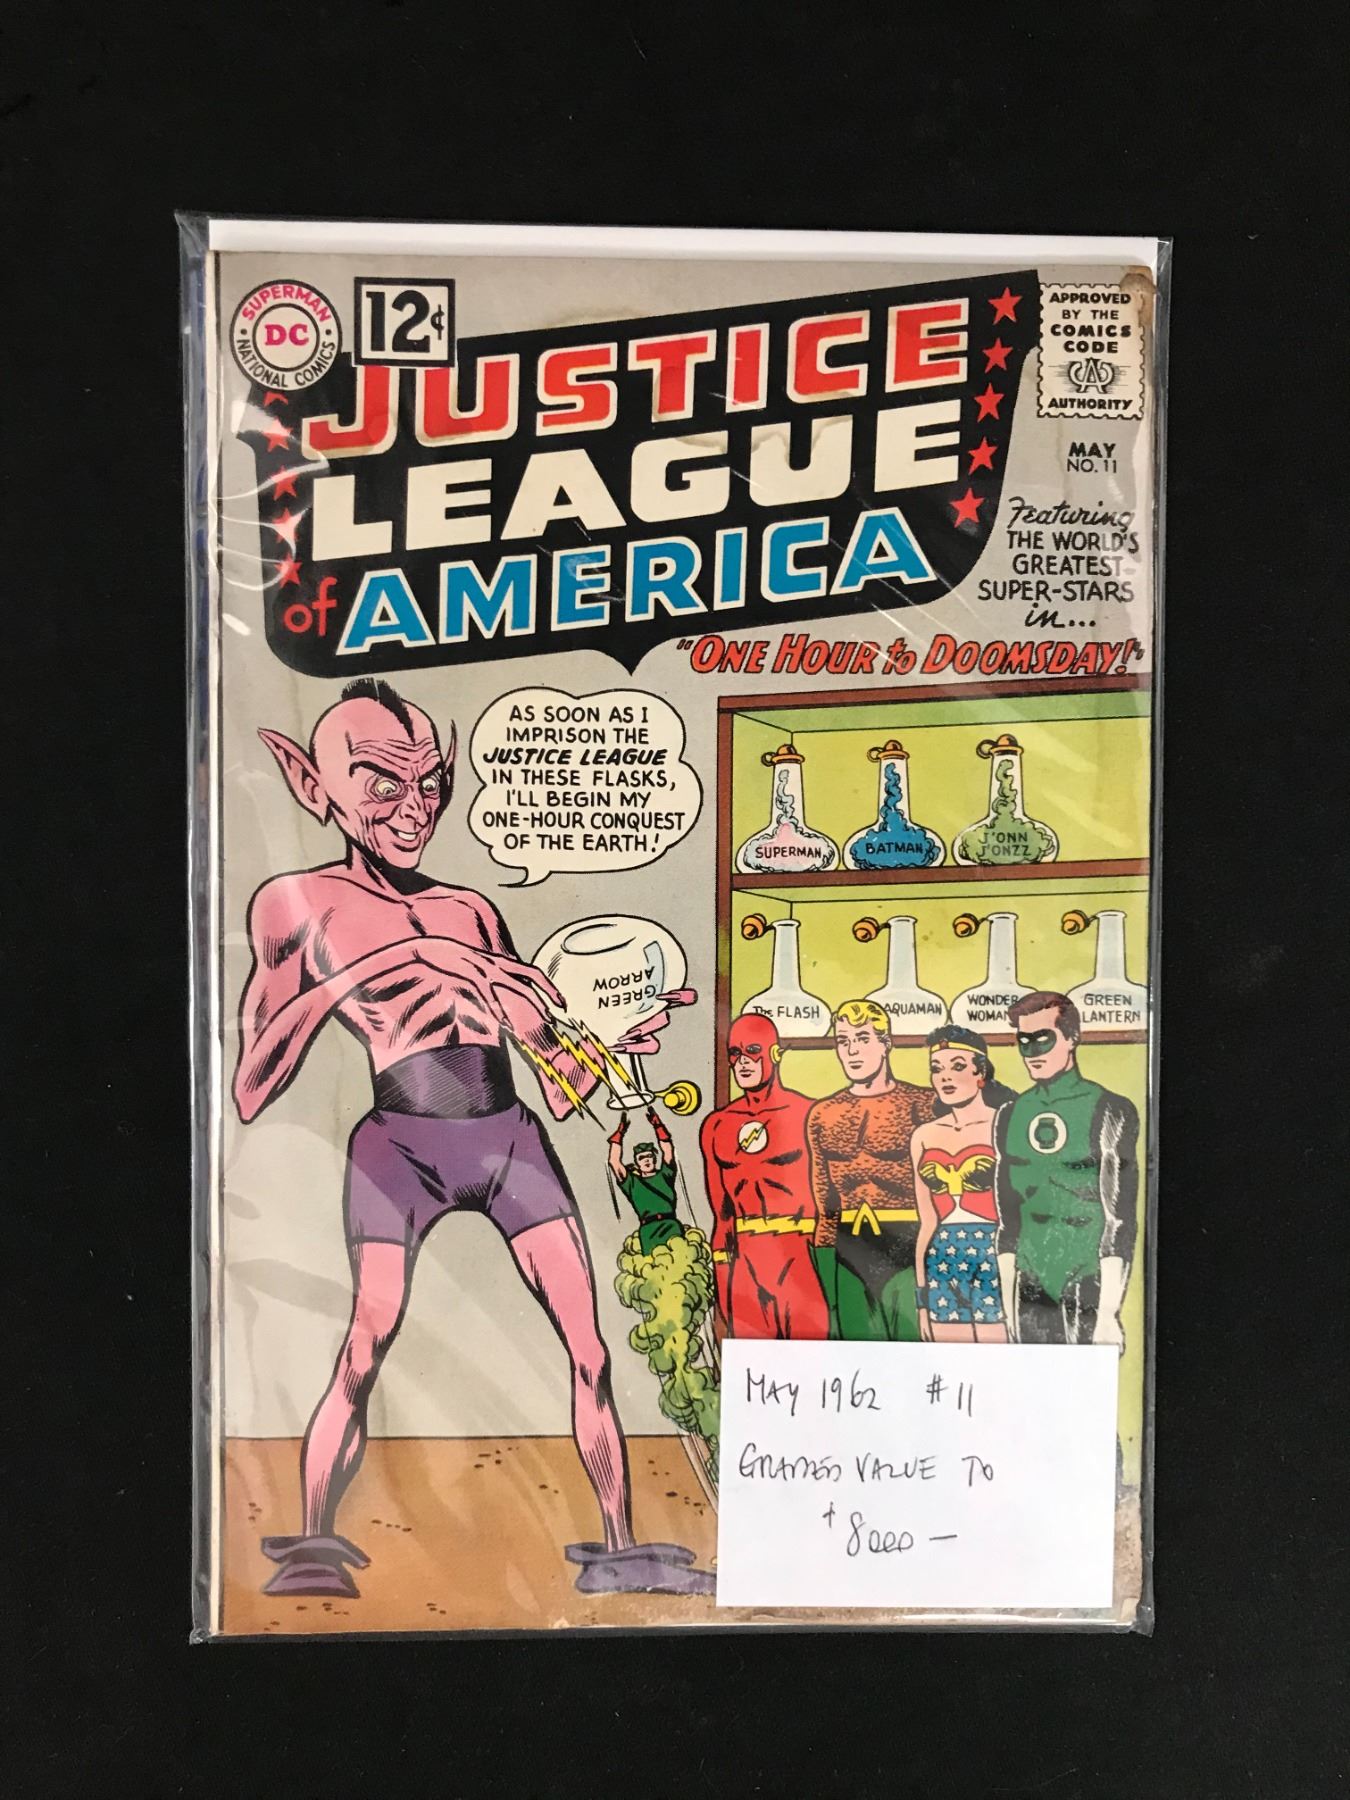 SUPERMAN
DC
NATIONAL COMICS
12¢
JUSTICE
LEAGUE
of AMERICA
APPROVED
BY THE
COMICS
CODE
CA
AUTHORITY
MAY
NO. 11
Featuring
THE WORLD'S
GREATEST
SUPER-STARS
in...
"ONE HOUR to DOOMSDAY!"
AS SOON AS I
IMPRISON THE
JUSTICE LEAGUE
IN THESE FLASKS,
I'LL BEGIN MY
ONE-HOUR CONQUEST
OF THE EARTH!
SUPERMAN
BATMAN
J'ONN
J'ONZZ
GREEN
ARROW
The FLASH
AQUAMAN
WONDER
WOMAN
GREEN
LANTERN
MAY 1962 #11
GRADED VALUE TO
$8000 —